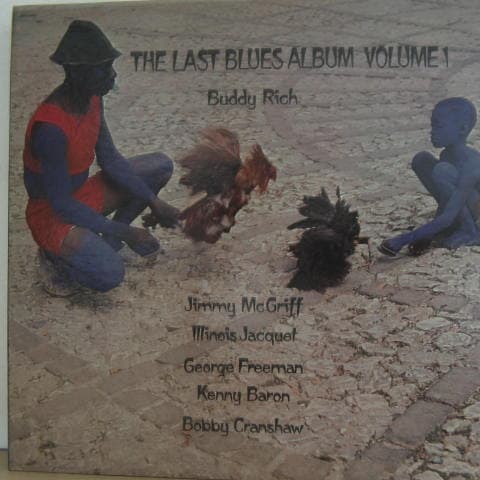 THE LAST BLUES ALBUM VOLUME 1
Buddy Rich
Jimmy McGriff
Illinois Jacquet
George Freeman
Kenny Baron
Bobby Cranshaw